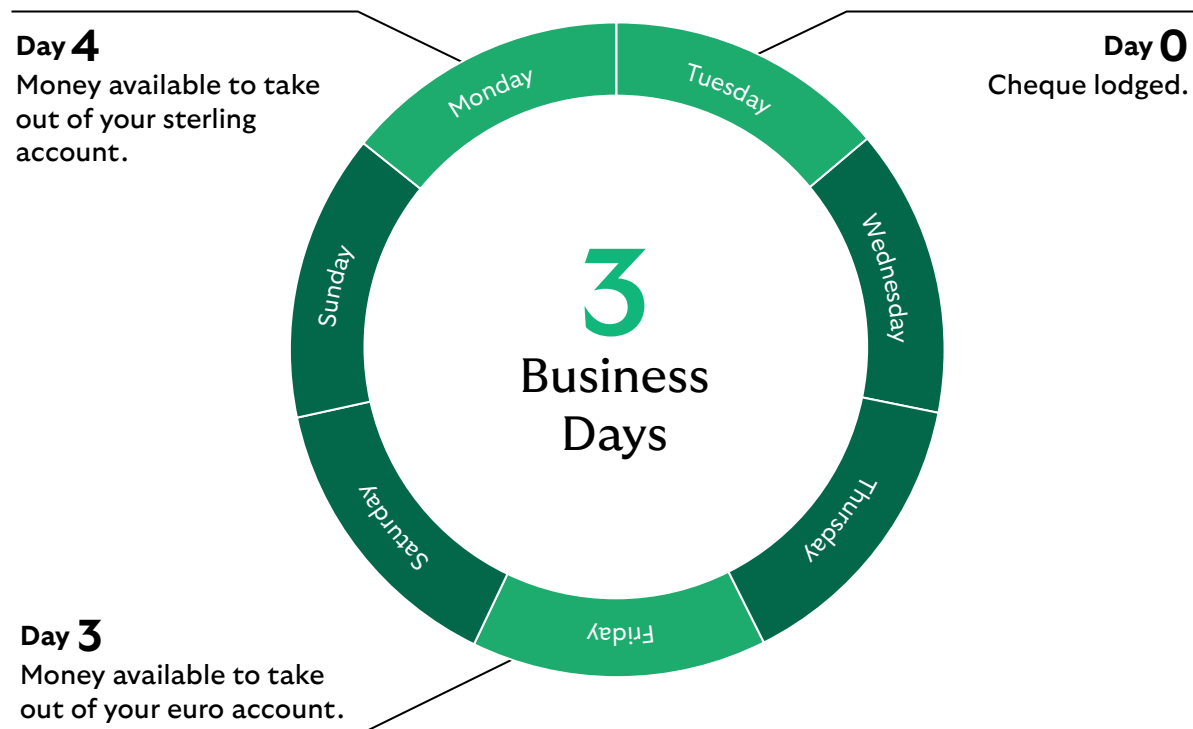 Day 4
Money available to take
out of your sterling
account.
Day 0
Cheque lodged.
Monday
Tuesday
Wednesday
Thursday
Friday
Saturday
Sunday
3
Business
Days
Day 3
Money available to take
out of your euro account.